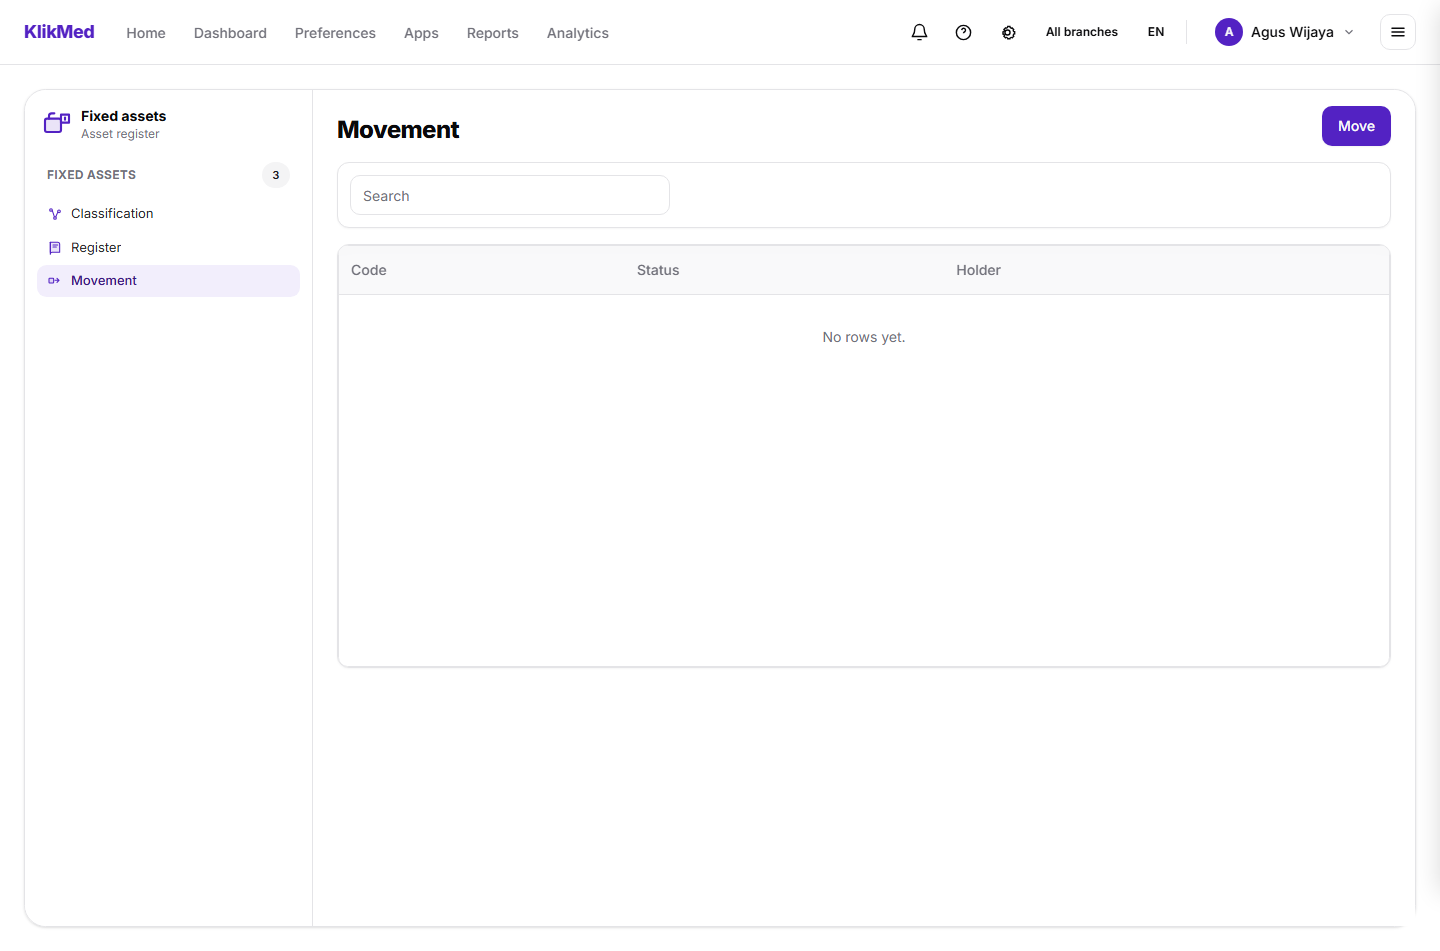 KlikMed
Home
Dashboard
Preferences
Apps
Reports
Analytics
All branches
EN
A
Agus Wijaya
Fixed assets
Asset register
FIXED ASSETS
3
Classification
Register
Movement
Movement
Move
Search
Code
Status
Holder
No rows yet.